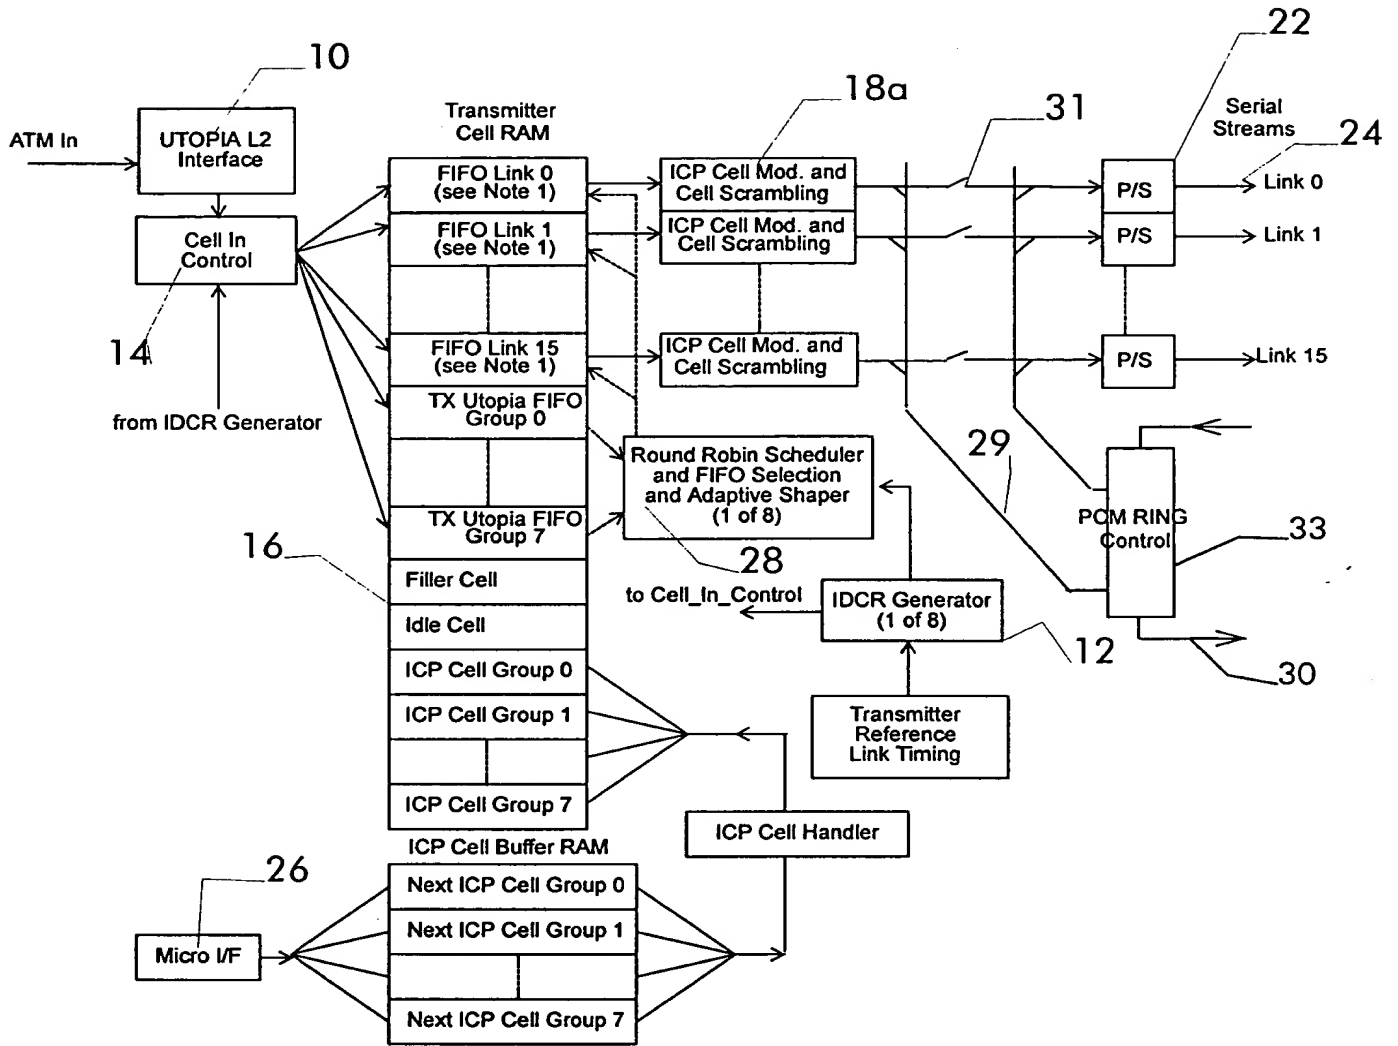 10
22
18a
31
Serial
Streams
24
Transmitter
Cell RAM
ATM In
UTOPIA L2
Interface
FIFO Link 0
(see Note 1)
ICP Cell Mod. and
Cell Scrambling
P/S
Link 0
Cell In
Control
FIFO Link 1
(see Note 1)
ICP Cell Mod. and
Cell Scrambling
P/S
Link 1
14
FIFO Link 15
(see Note 1)
ICP Cell Mod. and
Cell Scrambling
P/S
Link 15
from IDCR Generator
TX Utopia FIFO
Group 0
Round Robin Scheduler
and FIFO Selection
and Adaptive Shaper
(1 of 8)
29
TX Utopia FIFO
Group 7
PCM RING
Control
33
16
28
Filler Cell
to Cell_In_Control
IDCR Generator
(1 of 8)
12
30
Idle Cell
ICP Cell Group 0
ICP Cell Group 1
Transmitter
Reference
Link Timing
ICP Cell Group 7
ICP Cell Handler
ICP Cell Buffer RAM
26
Next ICP Cell Group 0
Next ICP Cell Group 1
Micro I/F
Next ICP Cell Group 7